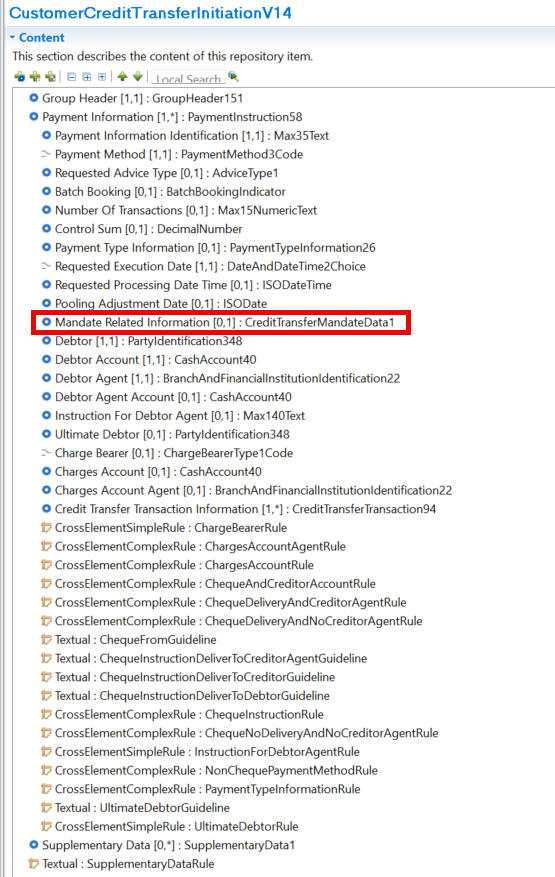 CustomerCreditTransferInitiationV14
Content
This section describes the content of this repository item.
Local Search
Group Header [1,1] : GroupHeader151
Payment Information [1,*] : PaymentInstruction58
Payment Information Identification [1,1] : Max35Text
Payment Method [1,1] : PaymentMethod3Code
Requested Advice Type [0,1] : AdviceType1
Batch Booking [0,1] : BatchBookingIndicator
Number Of Transactions [0,1] : Max15NumericText
Control Sum [0,1] : DecimalNumber
Payment Type Information [0,1] : PaymentTypeInformation26
Requested Execution Date [1,1] : DateAndDateTime2Choice
Requested Processing Date Time [0,1] : ISODateTime
Pooling Adjustment Date [0,1] : ISODate
Mandate Related Information [0,1] : CreditTransferMandateData1
Debtor [1,1] : PartyIdentification348
Debtor Account [1,1] : CashAccount40
Debtor Agent [1,1] : BranchAndFinancialInstitutionIdentification22
Debtor Agent Account [0,1] : CashAccount40
Instruction For Debtor Agent [0,1] : Max140Text
Ultimate Debtor [0,1] : PartyIdentification348
Charge Bearer [0,1] : ChargeBearerType1Code
Charges Account [0,1] : CashAccount40
Charges Account Agent [0,1] : BranchAndFinancialInstitutionIdentification22
Credit Transfer Transaction Information [1,*] : CreditTransferTransaction94
CrossElementSimpleRule : ChargeBearerRule
CrossElementComplexRule : ChargesAccountAgentRule
CrossElementComplexRule : ChargesAccountRule
CrossElementComplexRule : ChequeAndCreditorAccountRule
CrossElementComplexRule : ChequeDeliveryAndCreditorAgentRule
CrossElementComplexRule : ChequeDeliveryAndNoCreditorAgentRule
Textual : ChequeFromGuideline
Textual : ChequeInstructionDeliverToCreditorAgentGuideline
Textual : ChequeInstructionDeliverToCreditorGuideline
Textual : ChequeInstructionDeliverToDebtorGuideline
CrossElementComplexRule : ChequeInstructionRule
CrossElementComplexRule : ChequeNoDeliveryAndNoCreditorAgentRule
CrossElementSimpleRule : InstructionForDebtorAgentRule
CrossElementComplexRule : NonChequePaymentMethodRule
CrossElementComplexRule : PaymentTypeInformationRule
Textual : UltimateDebtorGuideline
CrossElementSimpleRule : UltimateDebtorRule
Supplementary Data [0,*] : SupplementaryData1
Textual : SupplementaryDataRule